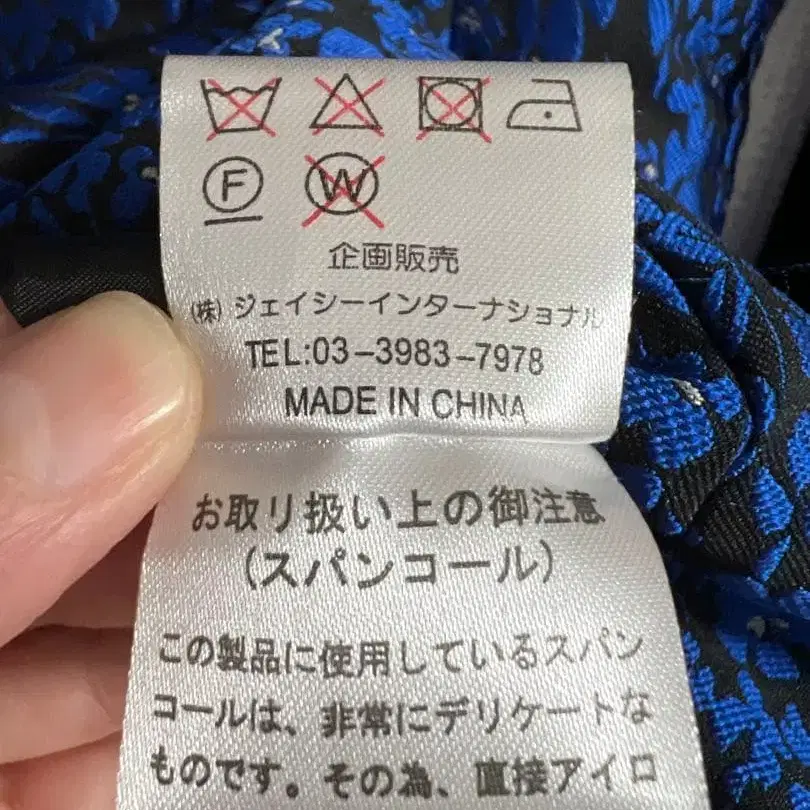 F W
企画販売
(株)ジェイシーインターナショナル
TEL:03-3983-7978
MADE IN CHINA
お取り扱い上の御注意
(スパンコール)
この製品に使用しているスパン
コールは、非常にデリケートな
ものです。その為、直接アイロ